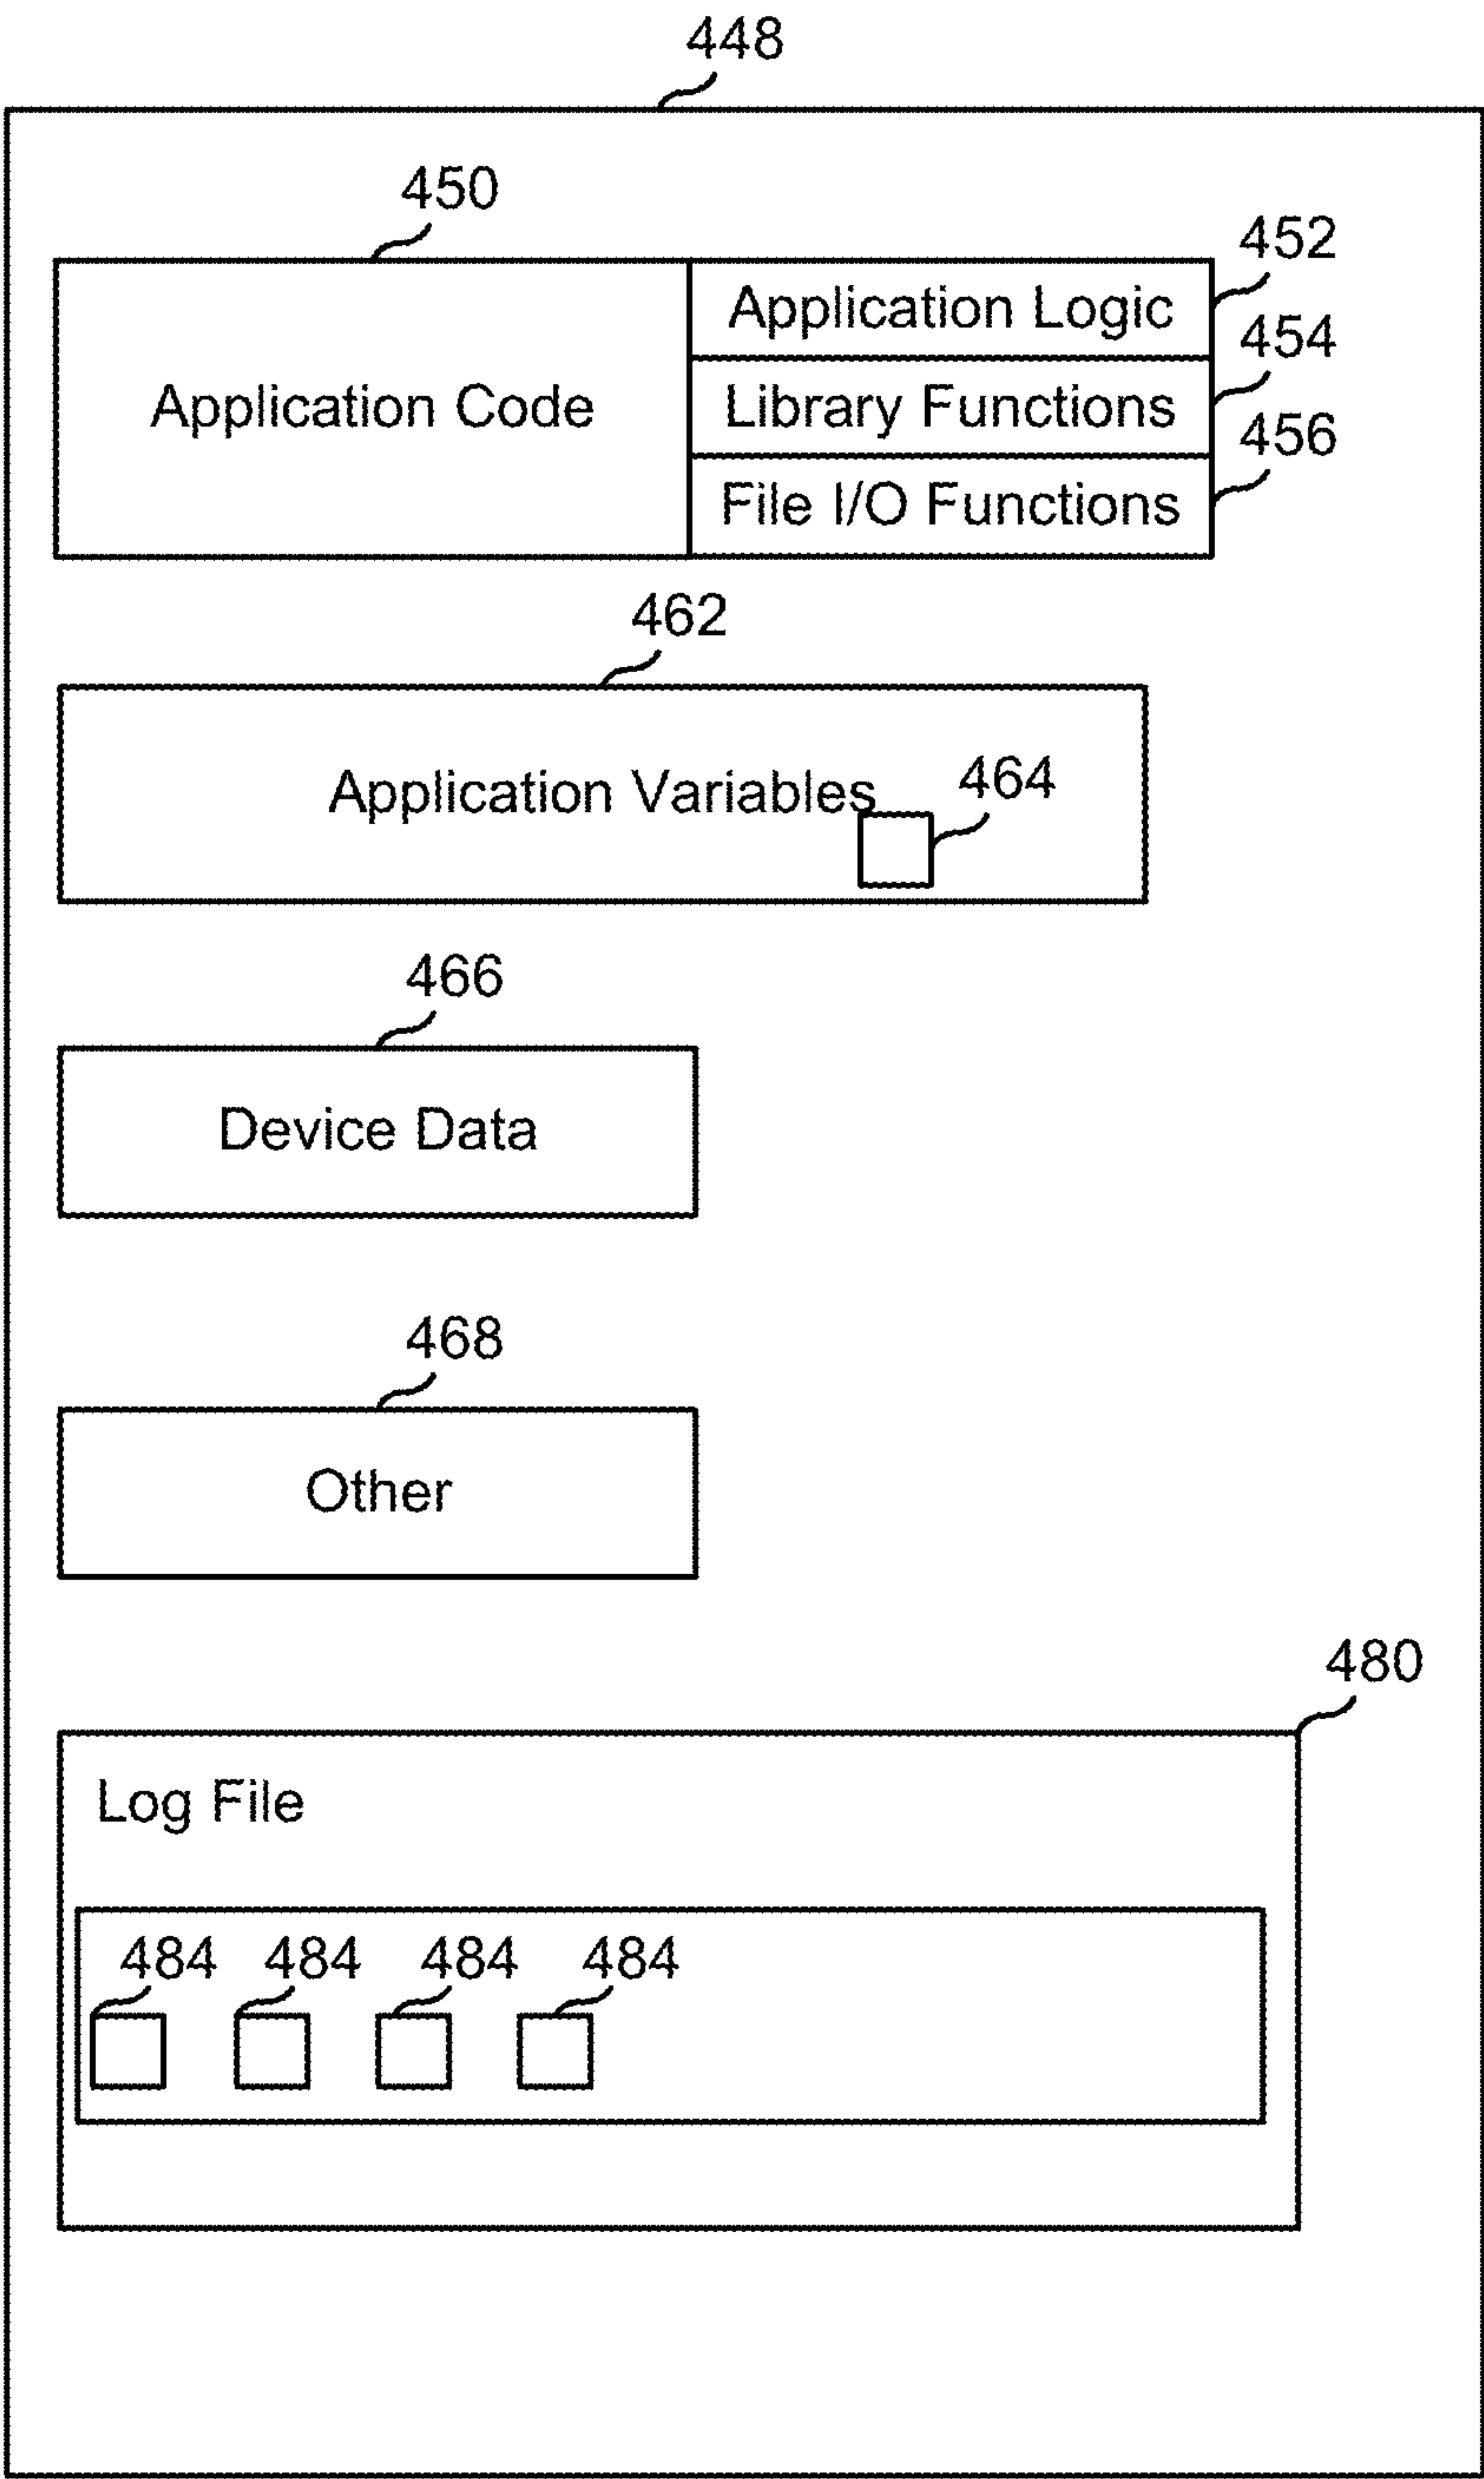 448
450
452
Application Logic
454
Application Code
Library Functions
456
File I/O Functions
462
Application Variables
464
466
Device Data
468
Other
480
Log File
484 484 484 484